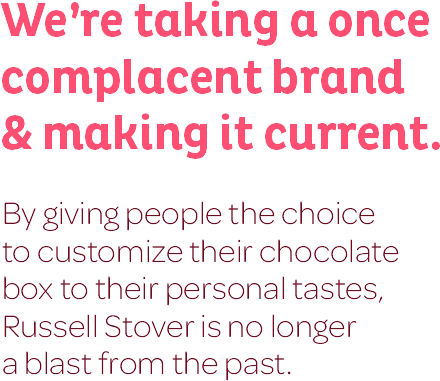 We’re taking a once
complacent brand
& making it current.
By giving people the choice
to customize their chocolate
box to their personal tastes,
Russell Stover is no longer
a blast from the past.